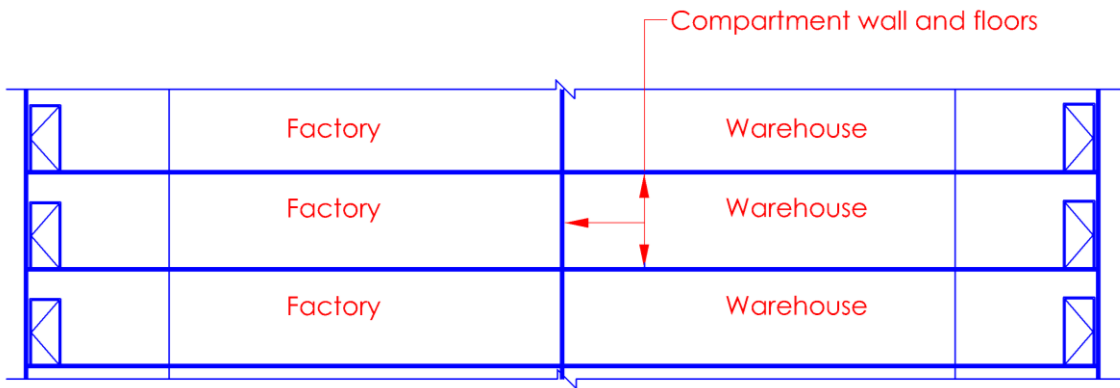 Compartment wall and floors
Factory
Warehouse
Factory
Warehouse
Factory
Warehouse